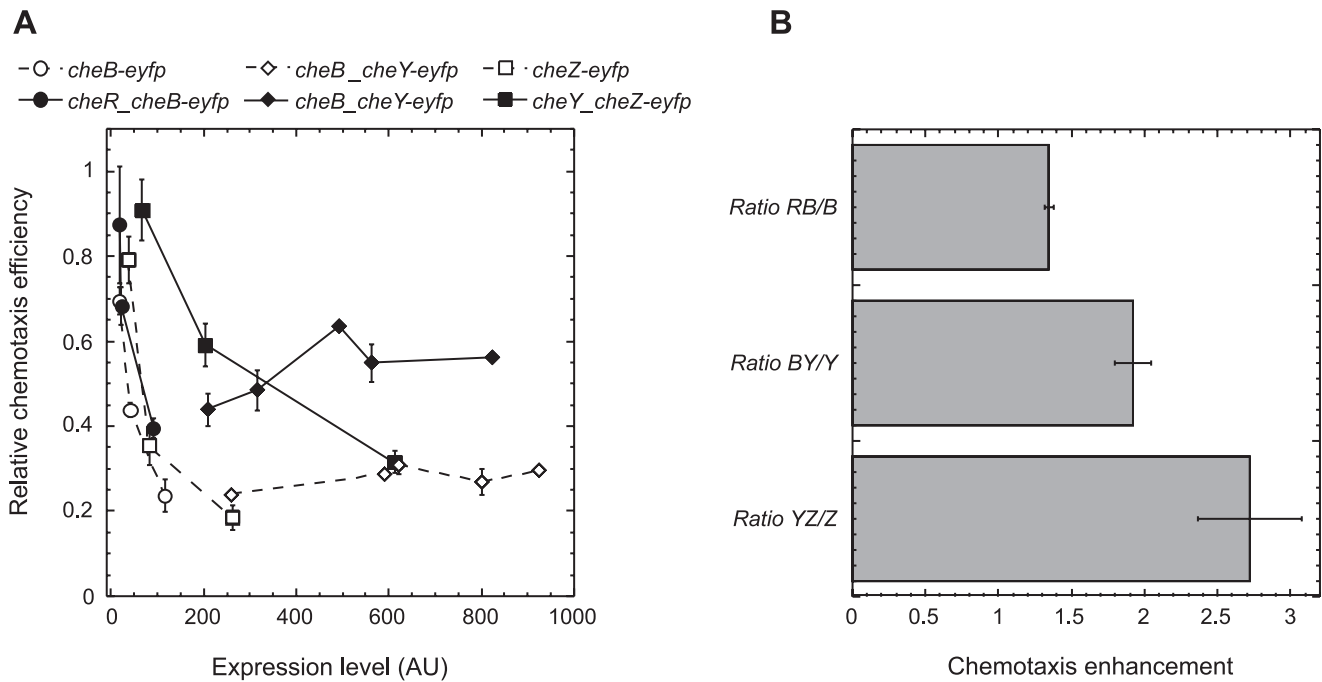 A
B
cheB-eyfp cheB_cheY-eyfp cheZ-eyfp
cheR_cheB-eyfp cheB_cheY-eyfp cheY_cheZ-eyfp
Relative chemotaxis efficiency
1
0.8
0.6
0.4
0.2
0
0 200 400 600 800 1000
Expression level (AU)
Ratio RB/B
Ratio BY/Y
Ratio YZ/Z
0 0.5 1 1.5 2 2.5 3
Chemotaxis enhancement